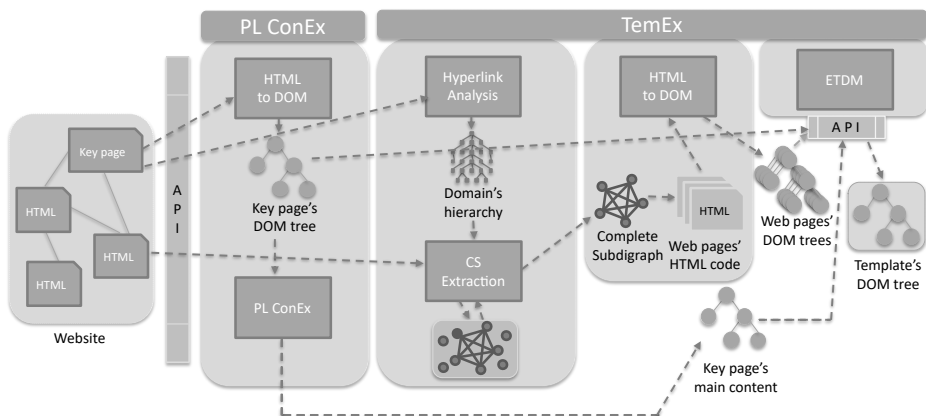 PL ConEx
TemEx
HTML
to DOM
Hyperlink
Analysis
HTML
to DOM
ETDM
A P I
Key page
HTML
HTML
HTML
Website
A
P
I
Key page's
DOM tree
PL ConEx
Domain's
hierarchy
CS
Extraction
Complete
Subdigraph
HTML
Web pages'
HTML code
Web pages'
DOM trees
Template's
DOM tree
Key page's
main content